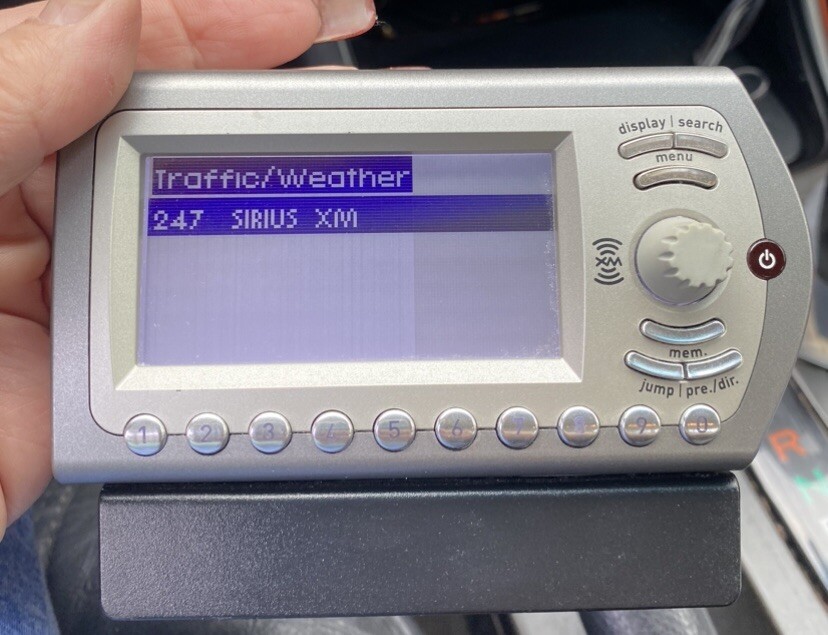 display | search
menu
Traffic/Weather
247 SIRIUS XM
XM
mem.
jump | pre./dir.
1 2 3 4 5 6 7 8 9 0
R
N